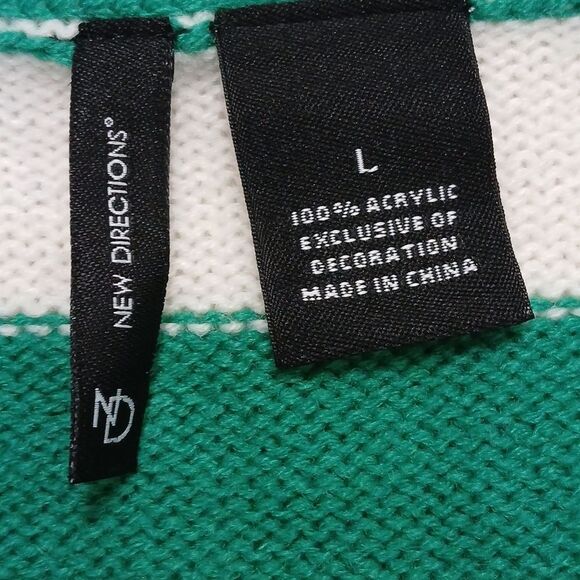 NEW DIRECTIONS®
ND
L
100% ACRYLIC
EXCLUSIVE OF
DECORATION
MADE IN CHINA